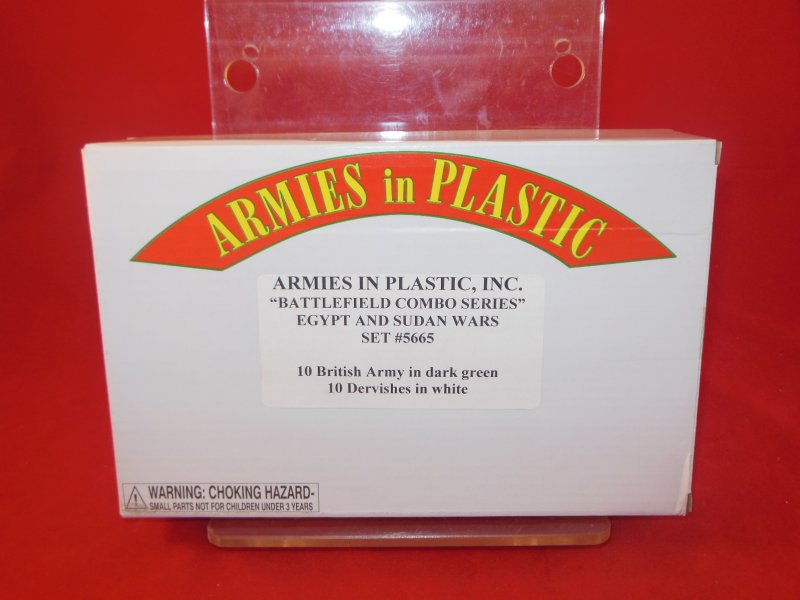 ARMIES in PLASTIC
ARMIES IN PLASTIC, INC.
“BATTLEFIELD COMBO SERIES”
EGYPT AND SUDAN WARS
SET #5665
10 British Army in dark green
10 Dervishes in white
WARNING: CHOKING HAZARD-
SMALL PARTS NOT FOR CHILDREN UNDER 3 YEARS